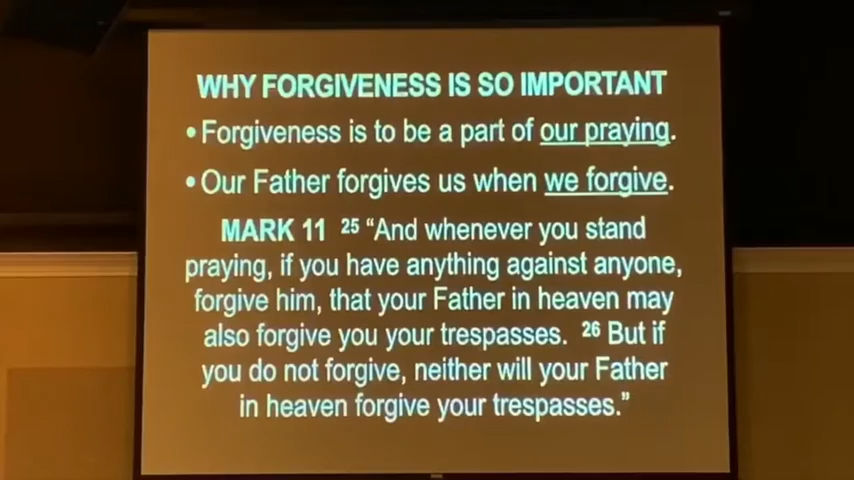 WHY FORGIVENESS IS SO IMPORTANT
• Forgiveness is to be a part of our praying.
• Our Father forgives us when we forgive.
MARK 11 25 “And whenever you stand
praying, if you have anything against anyone,
forgive him, that your Father in heaven may
also forgive you your trespasses. 26 But if
you do not forgive, neither will your Father
in heaven forgive your trespasses.”